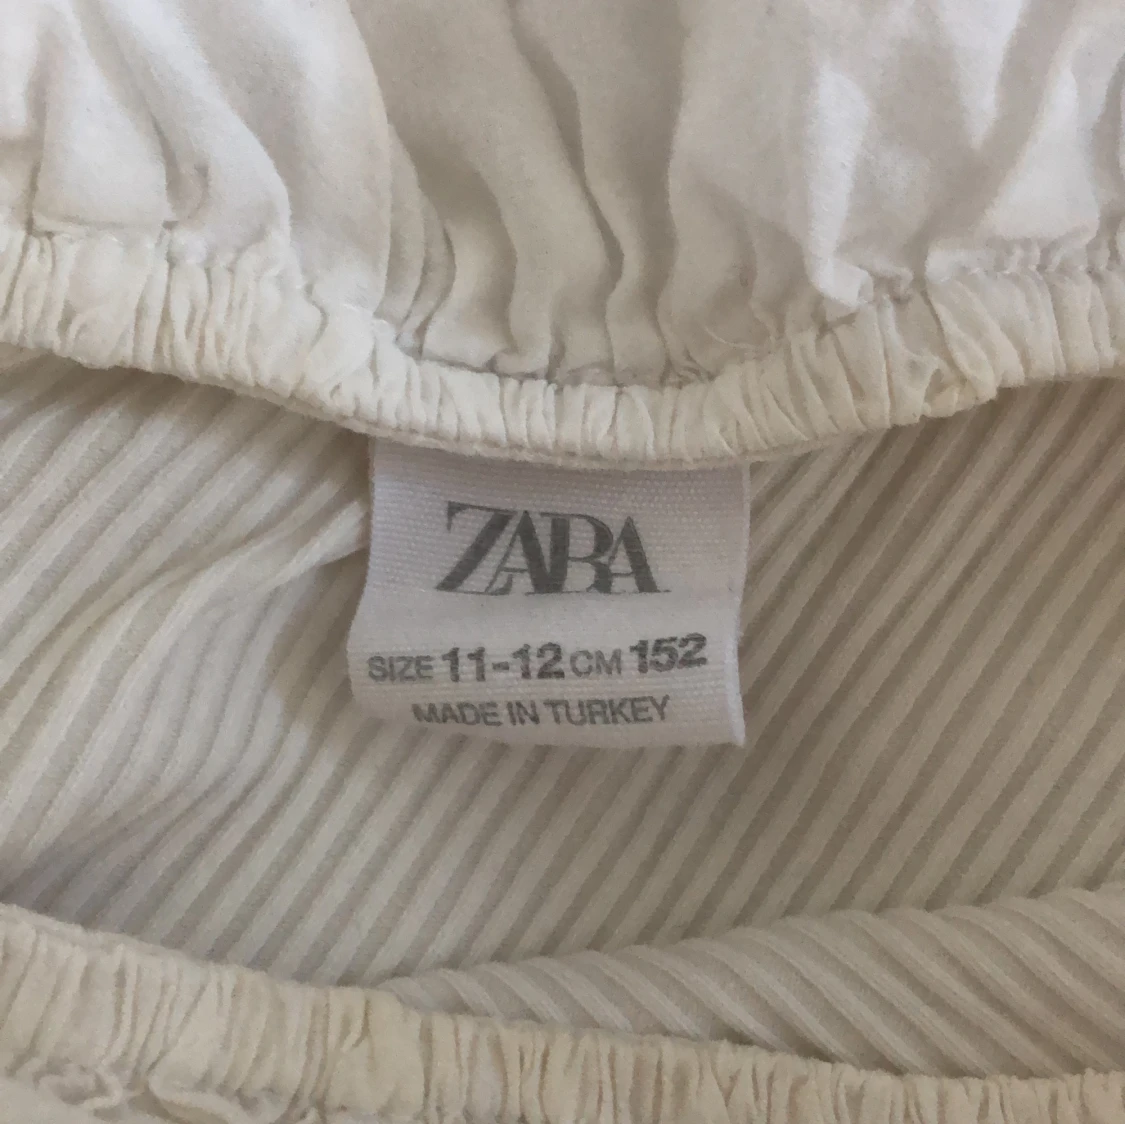 ZARA
SIZE 11-12 CM 152
MADE IN TURKEY